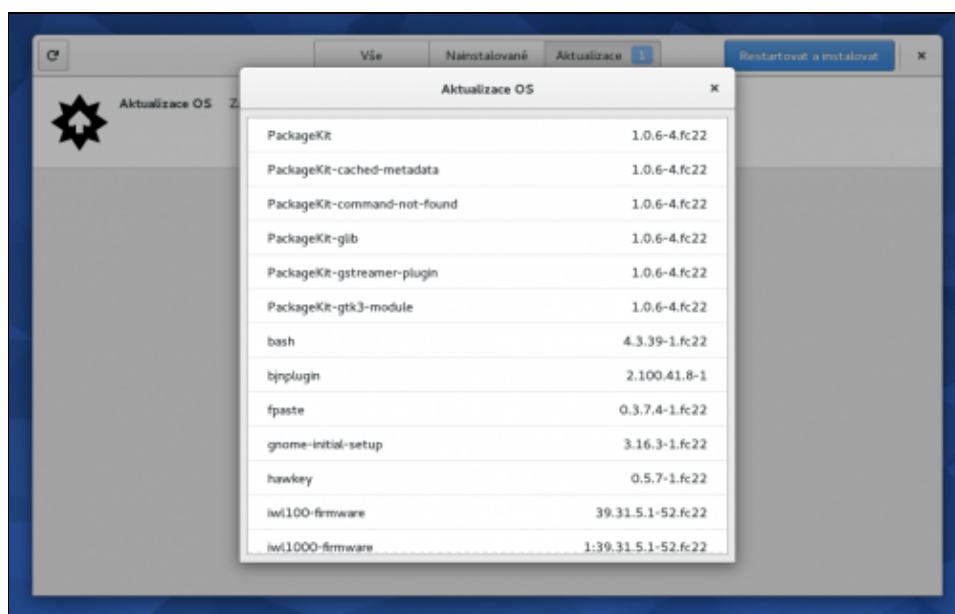 Vše Nainstalované Aktualizace 1 Restartovat a instalovat ×
Aktualizace OS
Aktualizace OS ×
PackageKit 1.0.6-4.fc22
PackageKit-cached-metadata 1.0.6-4.fc22
PackageKit-command-not-found 1.0.6-4.fc22
PackageKit-glib 1.0.6-4.fc22
PackageKit-gstreamer-plugin 1.0.6-4.fc22
PackageKit-gtk3-module 1.0.6-4.fc22
bash 4.3.39-1.fc22
bjnplugin 2.100.41.8-1
fpaste 0.3.7.4-1.fc22
gnome-initial-setup 3.16.3-1.fc22
hawkey 0.5.7-1.fc22
iwl100-firmware 39.31.5.1-52.fc22
iwl1000-firmware 1:39.31.5.1-52.fc22